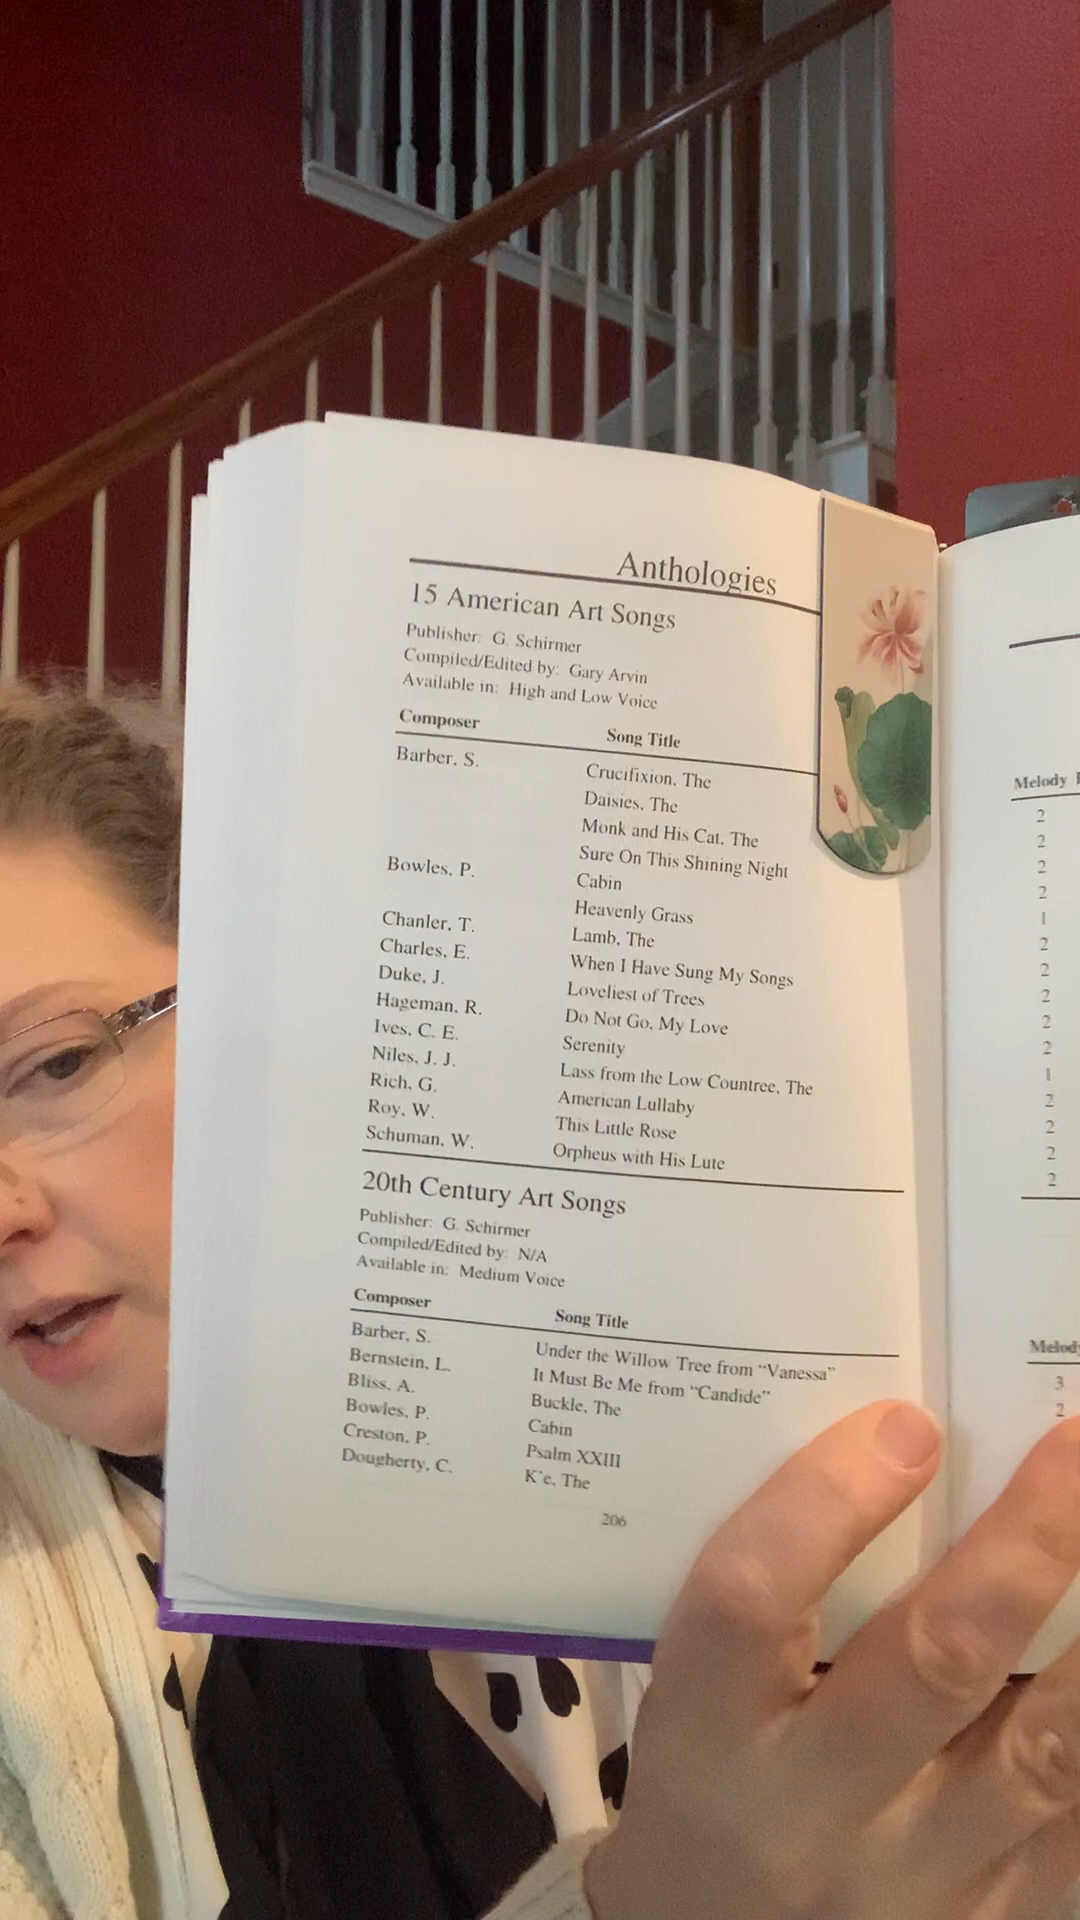 Anthologies
15 American Art Songs
Publisher: G. Schirmer
Compiled/Edited by: Gary Arvin
Available in: High and Low Voice
Composer Song Title
Barber, S. Crucifixion, The
Daisies, The
Monk and His Cat, The
Sure On This Shining Night
Bowles, P. Cabin
Heavenly Grass
Chanler, T. Lamb, The
Charles, E. When I Have Sung My Songs
Duke, J. Loveliest of Trees
Hageman, R. Do Not Go, My Love
Ives, C. E. Serenity
Niles, J. J. Lass from the Low Countree, The
Rich, G. American Lullaby
Roy, W. This Little Rose
Schuman, W. Orpheus with His Lute
20th Century Art Songs
Publisher: G. Schirmer
Compiled/Edited by: N/A
Available in: Medium Voice
Composer Song Title
Barber, S. Under the Willow Tree from “Vanessa”
Bernstein, L. It Must Be Me from “Candide”
Bliss, A. Buckle, The
Bowles, P. Cabin
Creston, P. Psalm XXIII
Dougherty, C. K'e, The
206
Melody
2
2
2
2
1
2
2
2
2
2
1
2
2
2
2
Melody
3
2